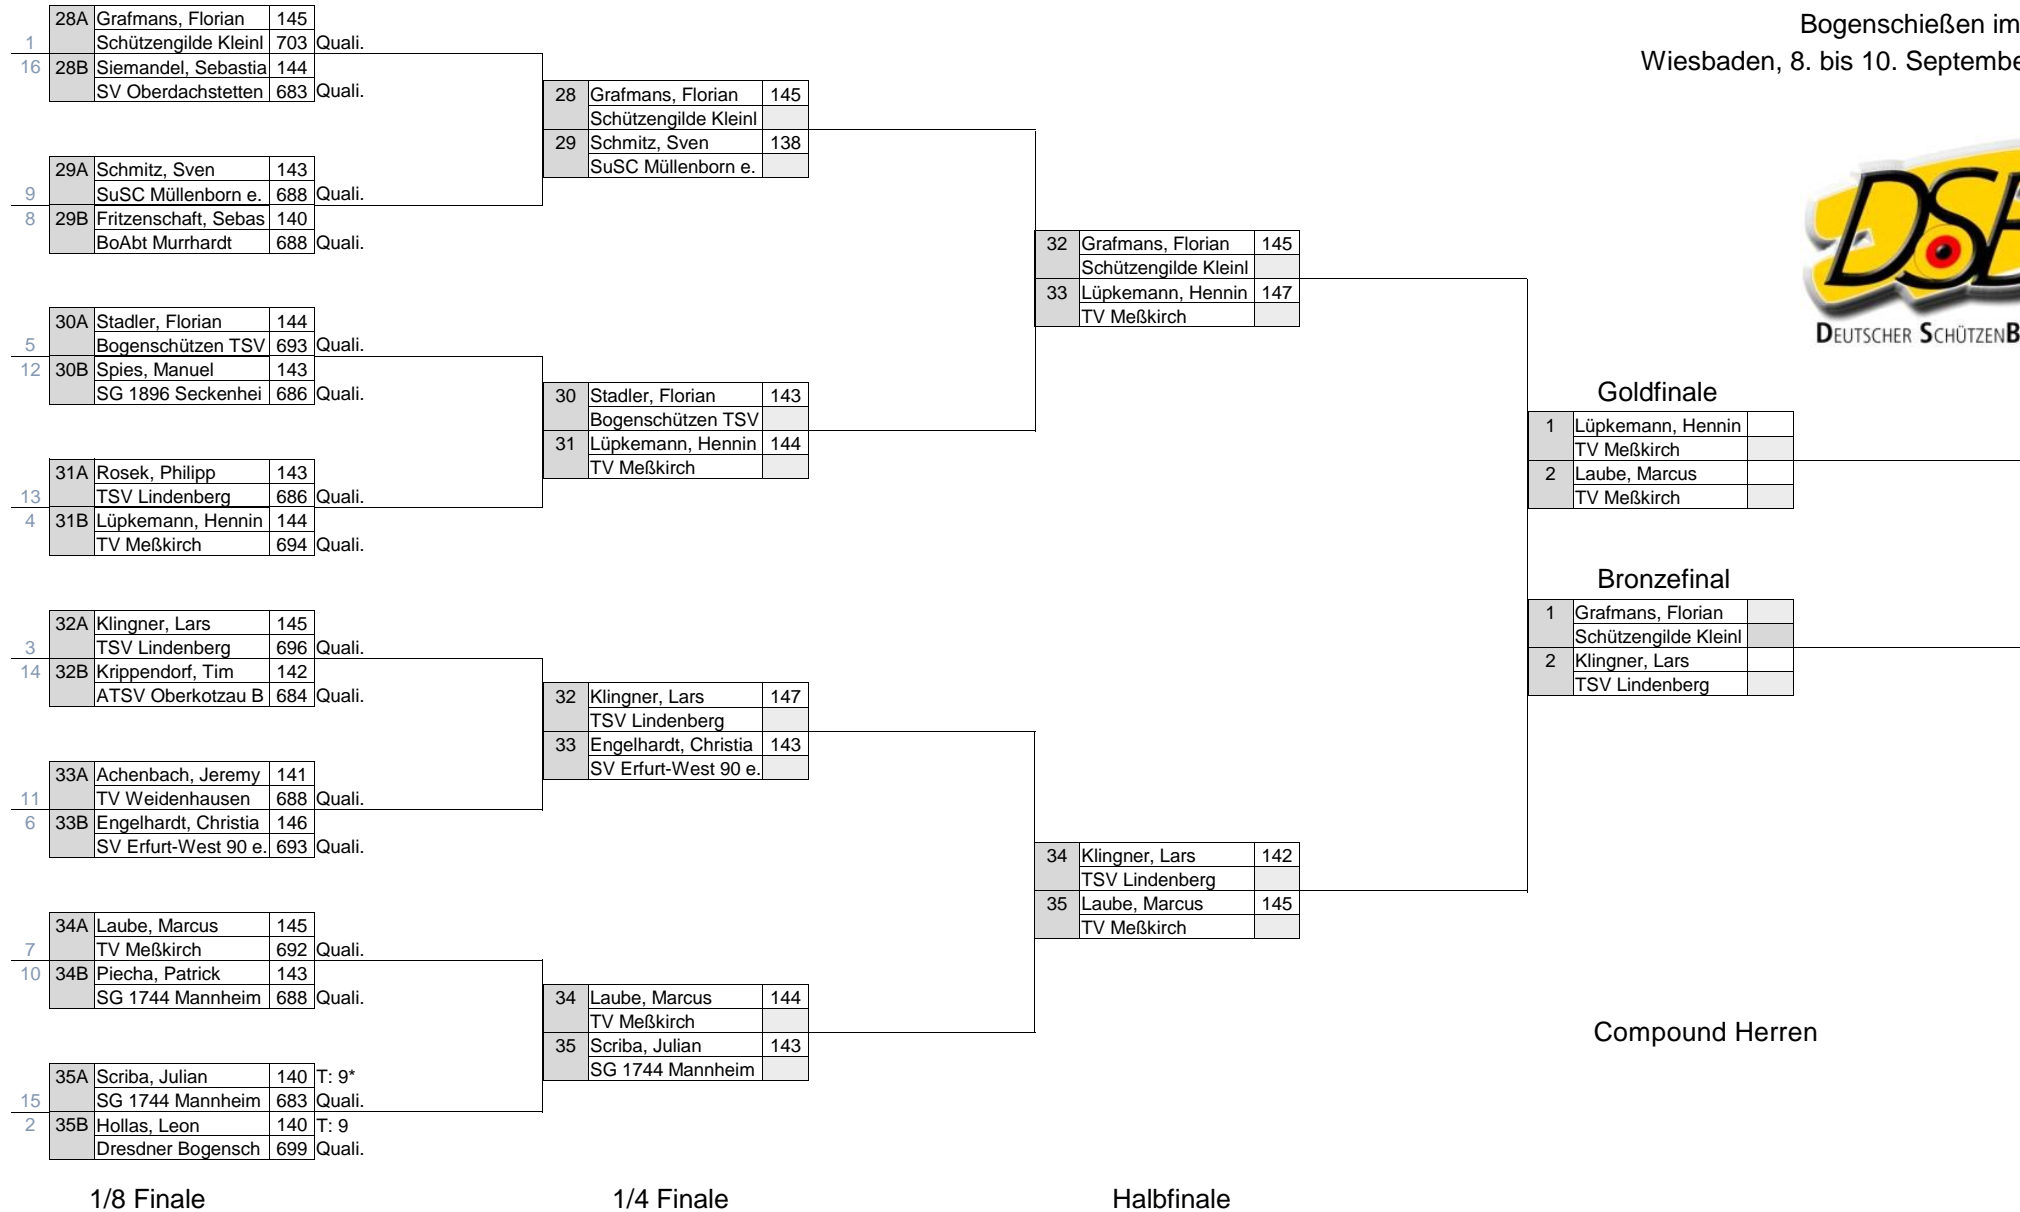 Bogenschießen im
Wiesbaden, 8. bis 10. Septembe
DSB
DEUTSCHER SCHÜTZENB
28A Grafmans, Florian 145
1 Schützengilde Kleinl 703 Quali.
16 28B Siemandel, Sebastia 144
SV Oberdachstetten 683 Quali.
29A Schmitz, Sven 143
9 SuSC Müllenborn e. 688 Quali.
8 29B Fritzenschaft, Sebas 140
BoAbt Murrhardt 688 Quali.
30A Stadler, Florian 144
5 Bogenschützen TSV 693 Quali.
12 30B Spies, Manuel 143
SG 1896 Seckenhei 686 Quali.
31A Rosek, Philipp 143
13 TSV Lindenberg 686 Quali.
4 31B Lüpkemann, Hennin 144
TV Meßkirch 694 Quali.
32A Klingner, Lars 145
3 TSV Lindenberg 696 Quali.
14 32B Krippendorf, Tim 142
ATSV Oberkotzau B 684 Quali.
33A Achenbach, Jeremy 141
11 TV Weidenhausen 688 Quali.
6 33B Engelhardt, Christia 146
SV Erfurt-West 90 e. 693 Quali.
34A Laube, Marcus 145
7 TV Meßkirch 692 Quali.
10 34B Piecha, Patrick 143
SG 1744 Mannheim 688 Quali.
35A Scriba, Julian 140 T: 9*
15 SG 1744 Mannheim 683 Quali.
2 35B Hollas, Leon 140 T: 9
Dresdner Bogensch 699 Quali.
1/8 Finale
28 Grafmans, Florian 145
Schützengilde Kleinl
29 Schmitz, Sven 138
SuSC Müllenborn e.
30 Stadler, Florian 143
Bogenschützen TSV
31 Lüpkemann, Hennin 144
TV Meßkirch
32 Klingner, Lars 147
TSV Lindenberg
33 Engelhardt, Christia 143
SV Erfurt-West 90 e.
34 Laube, Marcus 144
TV Meßkirch
35 Scriba, Julian 143
SG 1744 Mannheim
1/4 Finale
32 Grafmans, Florian 145
Schützengilde Kleinl
33 Lüpkemann, Hennin 147
TV Meßkirch
34 Klingner, Lars 142
TSV Lindenberg
35 Laube, Marcus 145
TV Meßkirch
Halbfinale
Goldfinale
1 Lüpkemann, Hennin
TV Meßkirch
2 Laube, Marcus
TV Meßkirch
Bronzefinal
1 Grafmans, Florian
Schützengilde Kleinl
2 Klingner, Lars
TSV Lindenberg
Compound Herren